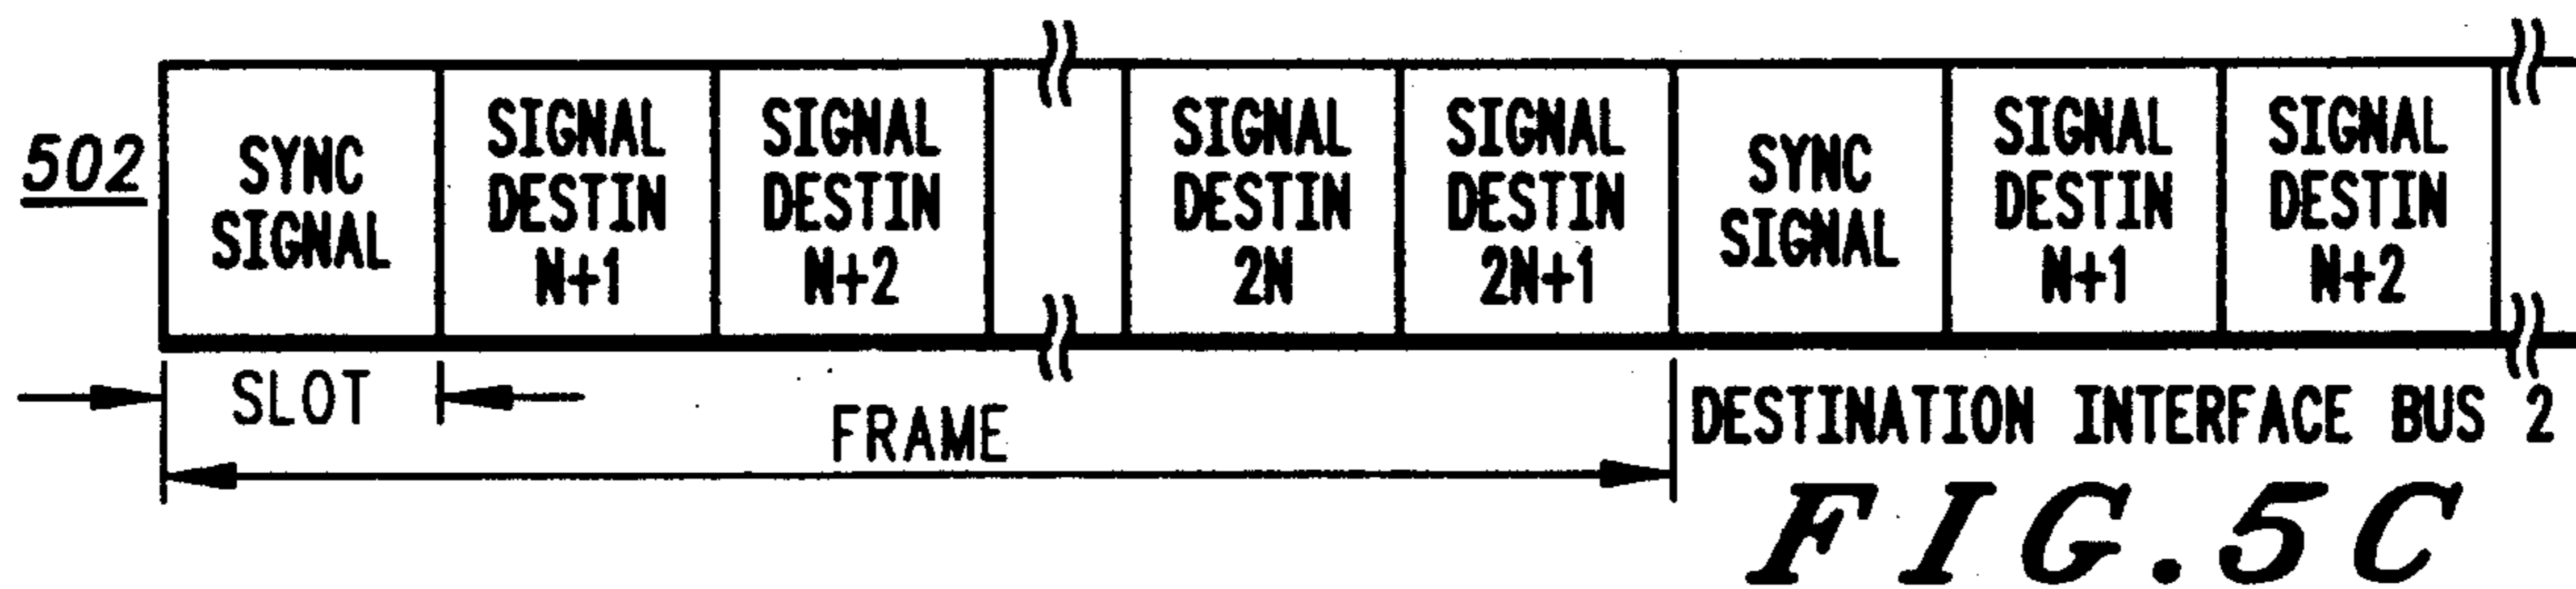 502
SYNC
SIGNAL
SIGNAL
DESTIN
N+1
SIGNAL
DESTIN
N+2
SIGNAL
DESTIN
2N
SIGNAL
DESTIN
2N+1
SYNC
SIGNAL
SIGNAL
DESTIN
N+1
SIGNAL
DESTIN
N+2
SLOT
FRAME
DESTINATION INTERFACE BUS 2
FIG.5C